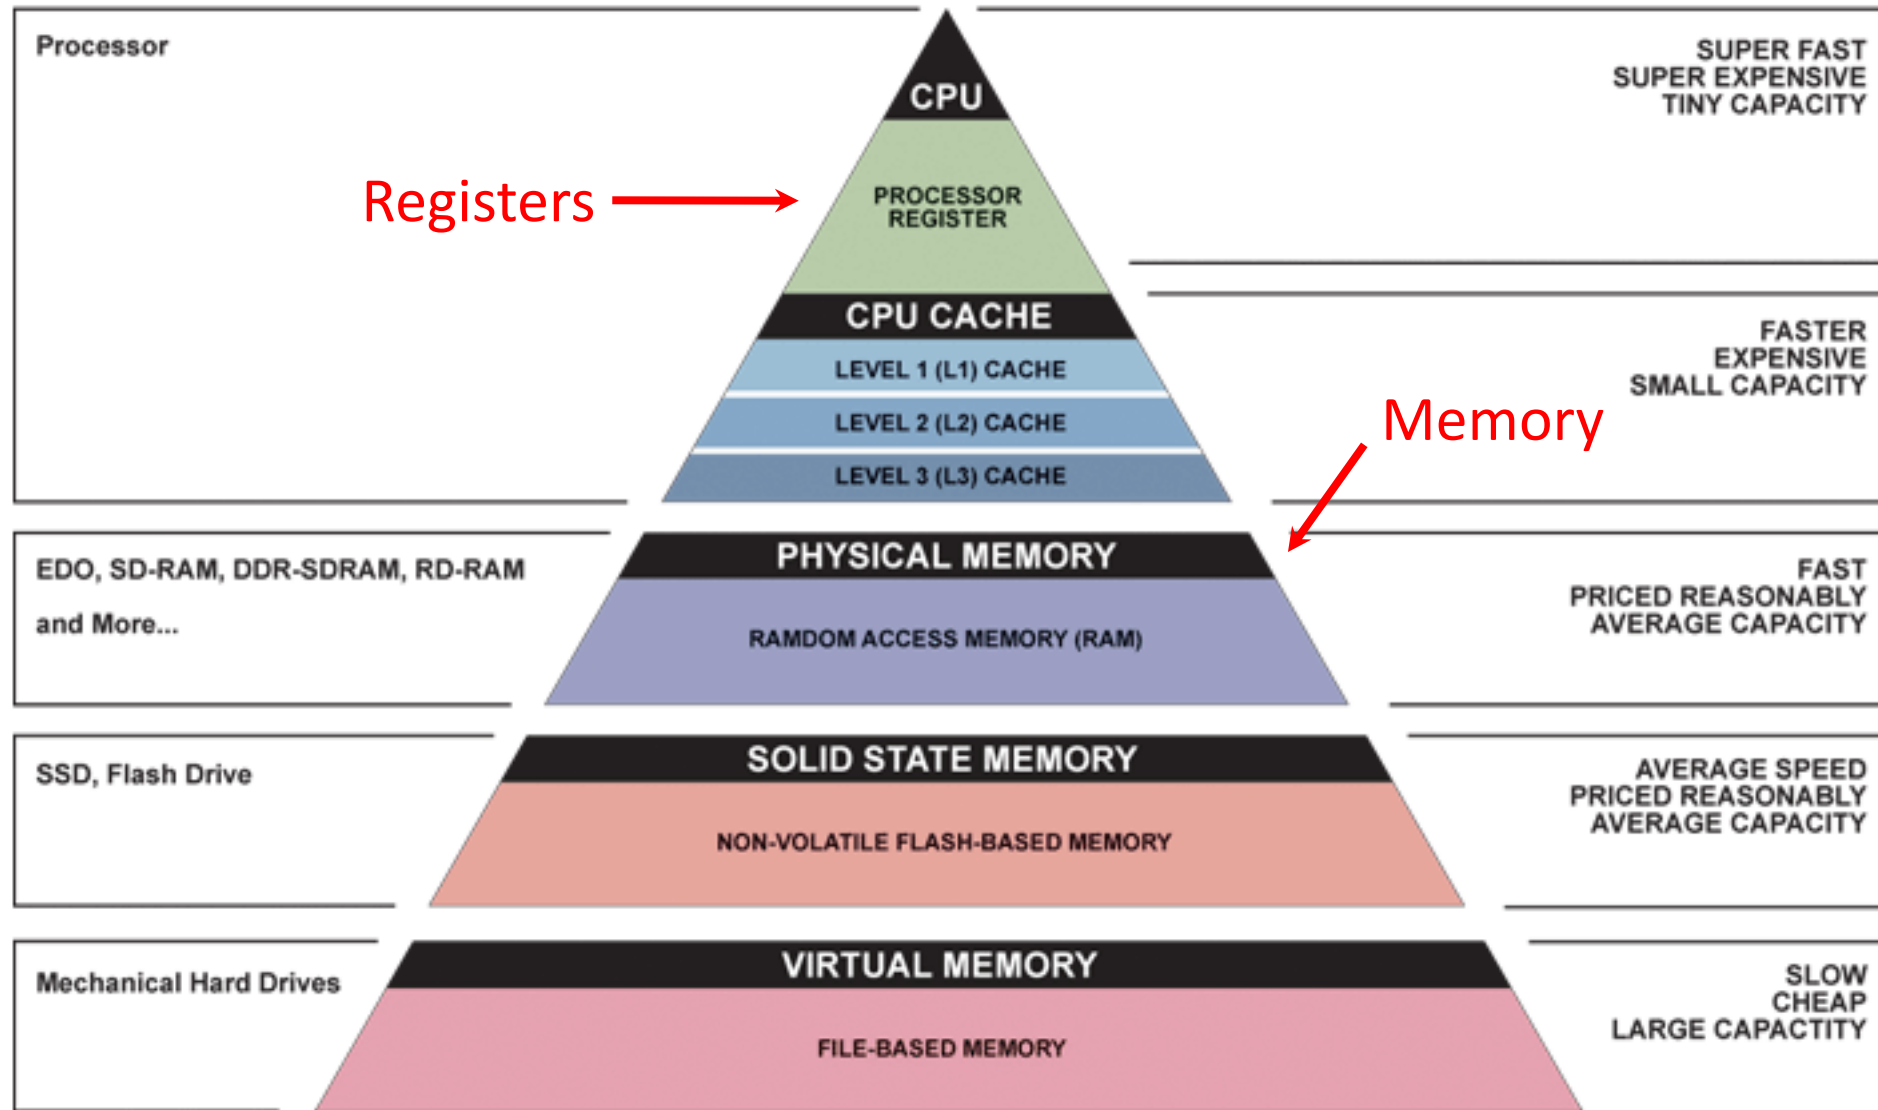 Processor
CPU
SUPER FAST
SUPER EXPENSIVE
TINY CAPACITY
Registers
PROCESSOR
REGISTER
CPU CACHE
LEVEL 1 (L1) CACHE
LEVEL 2 (L2) CACHE
LEVEL 3 (L3) CACHE
FASTER
EXPENSIVE
SMALL CAPACITY
Memory
EDO, SD-RAM, DDR-SDRAM, RD-RAM
and More...
PHYSICAL MEMORY
RAMDOM ACCESS MEMORY (RAM)
FAST
PRICED REASONABLY
AVERAGE CAPACITY
SSD, Flash Drive
SOLID STATE MEMORY
NON-VOLATILE FLASH-BASED MEMORY
AVERAGE SPEED
PRICED REASONABLY
AVERAGE CAPACITY
Mechanical Hard Drives
VIRTUAL MEMORY
FILE-BASED MEMORY
SLOW
CHEAP
LARGE CAPACTITY